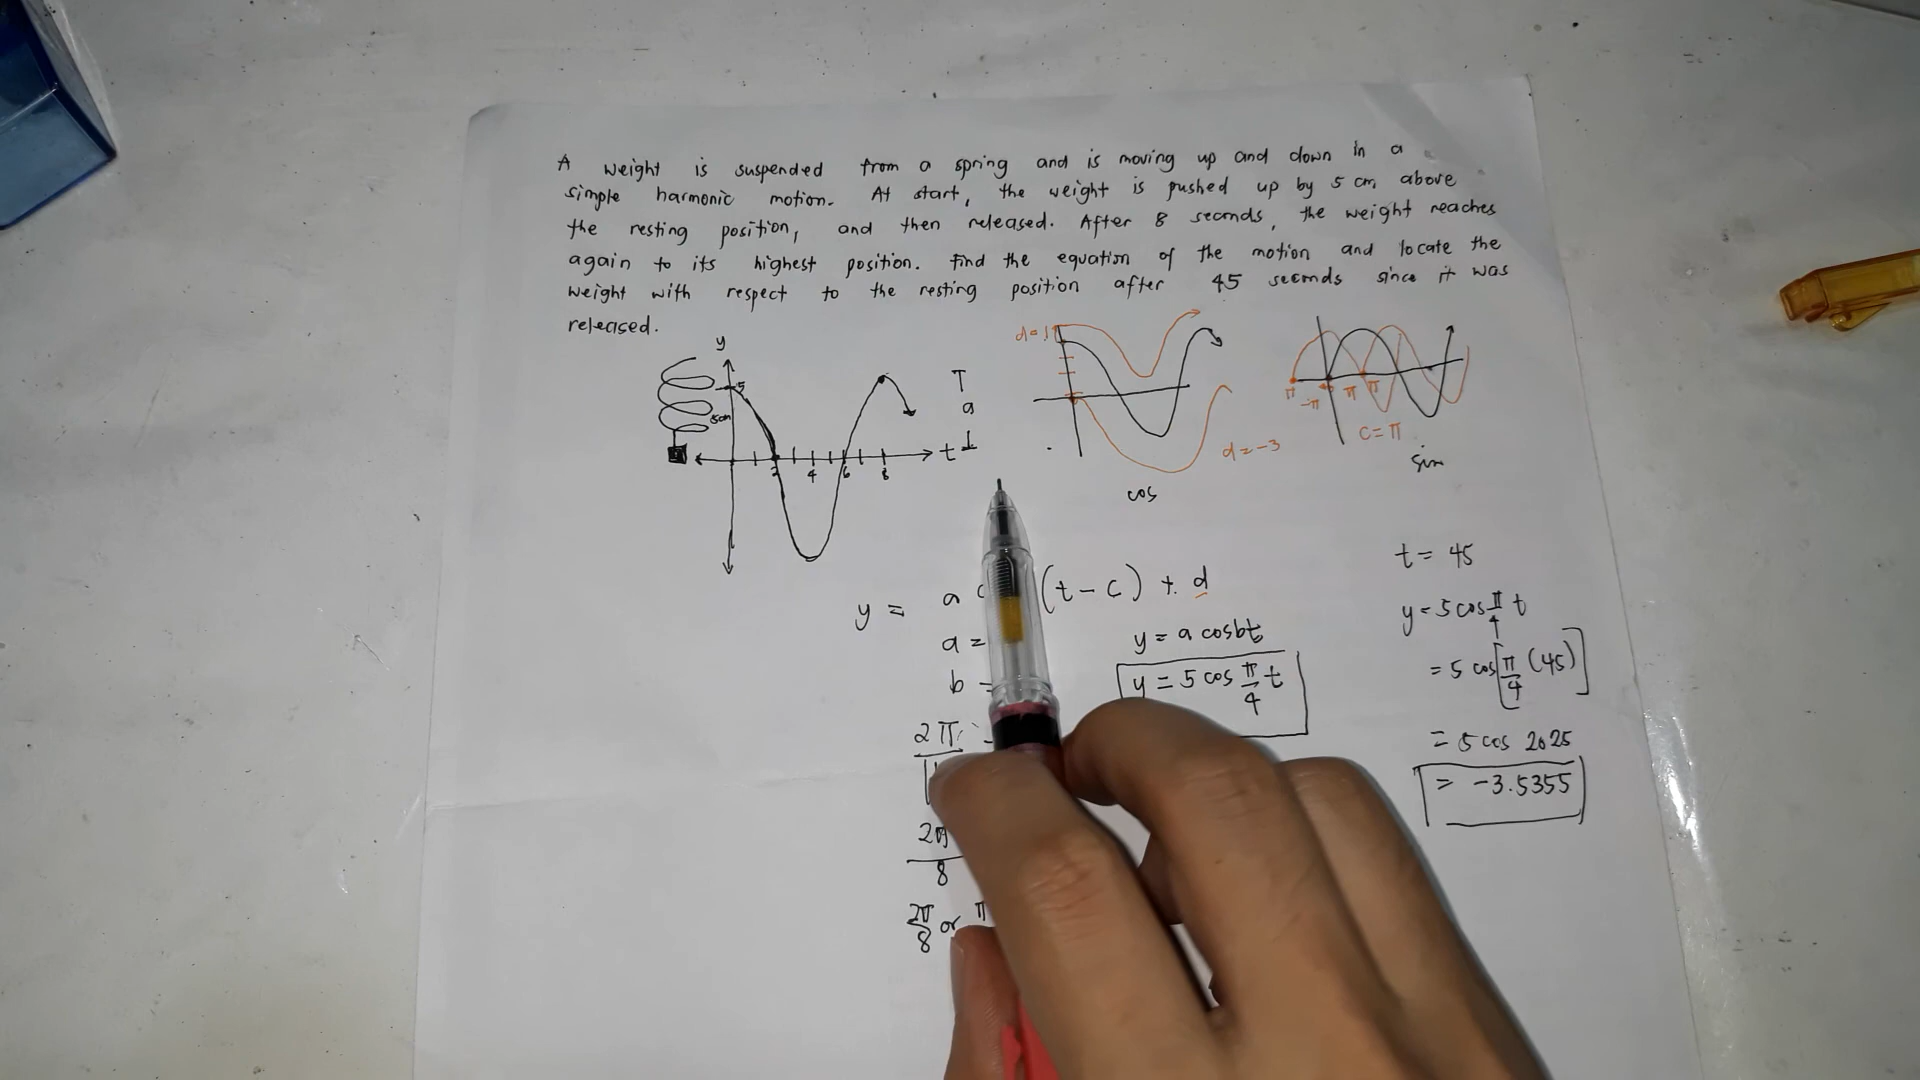 A weight is suspended from a spring and is moving up and down in a
simple harmonic motion. At start, the weight is pushed up by 5 cm above
the resting position, and then released. After 8 seconds, the weight reaches
again to its highest position. Find the equation of the motion and locate the
weight with respect to the resting position after 45 seconds since it was
released.
y
5
5cm
2 4 6 8
t
T
a
d=1
d=-3
cos
π -π π π
c=π
sin
y = a (t-c) + d
a =
b =
2π
2π
8
2π/8 or π
y = a cosbt
y = 5 cos π/4 t
t = 45
y = 5 cos π/4 t
= 5 cos[π/4 (45)]
= 5 cos 2025
= -3.5355